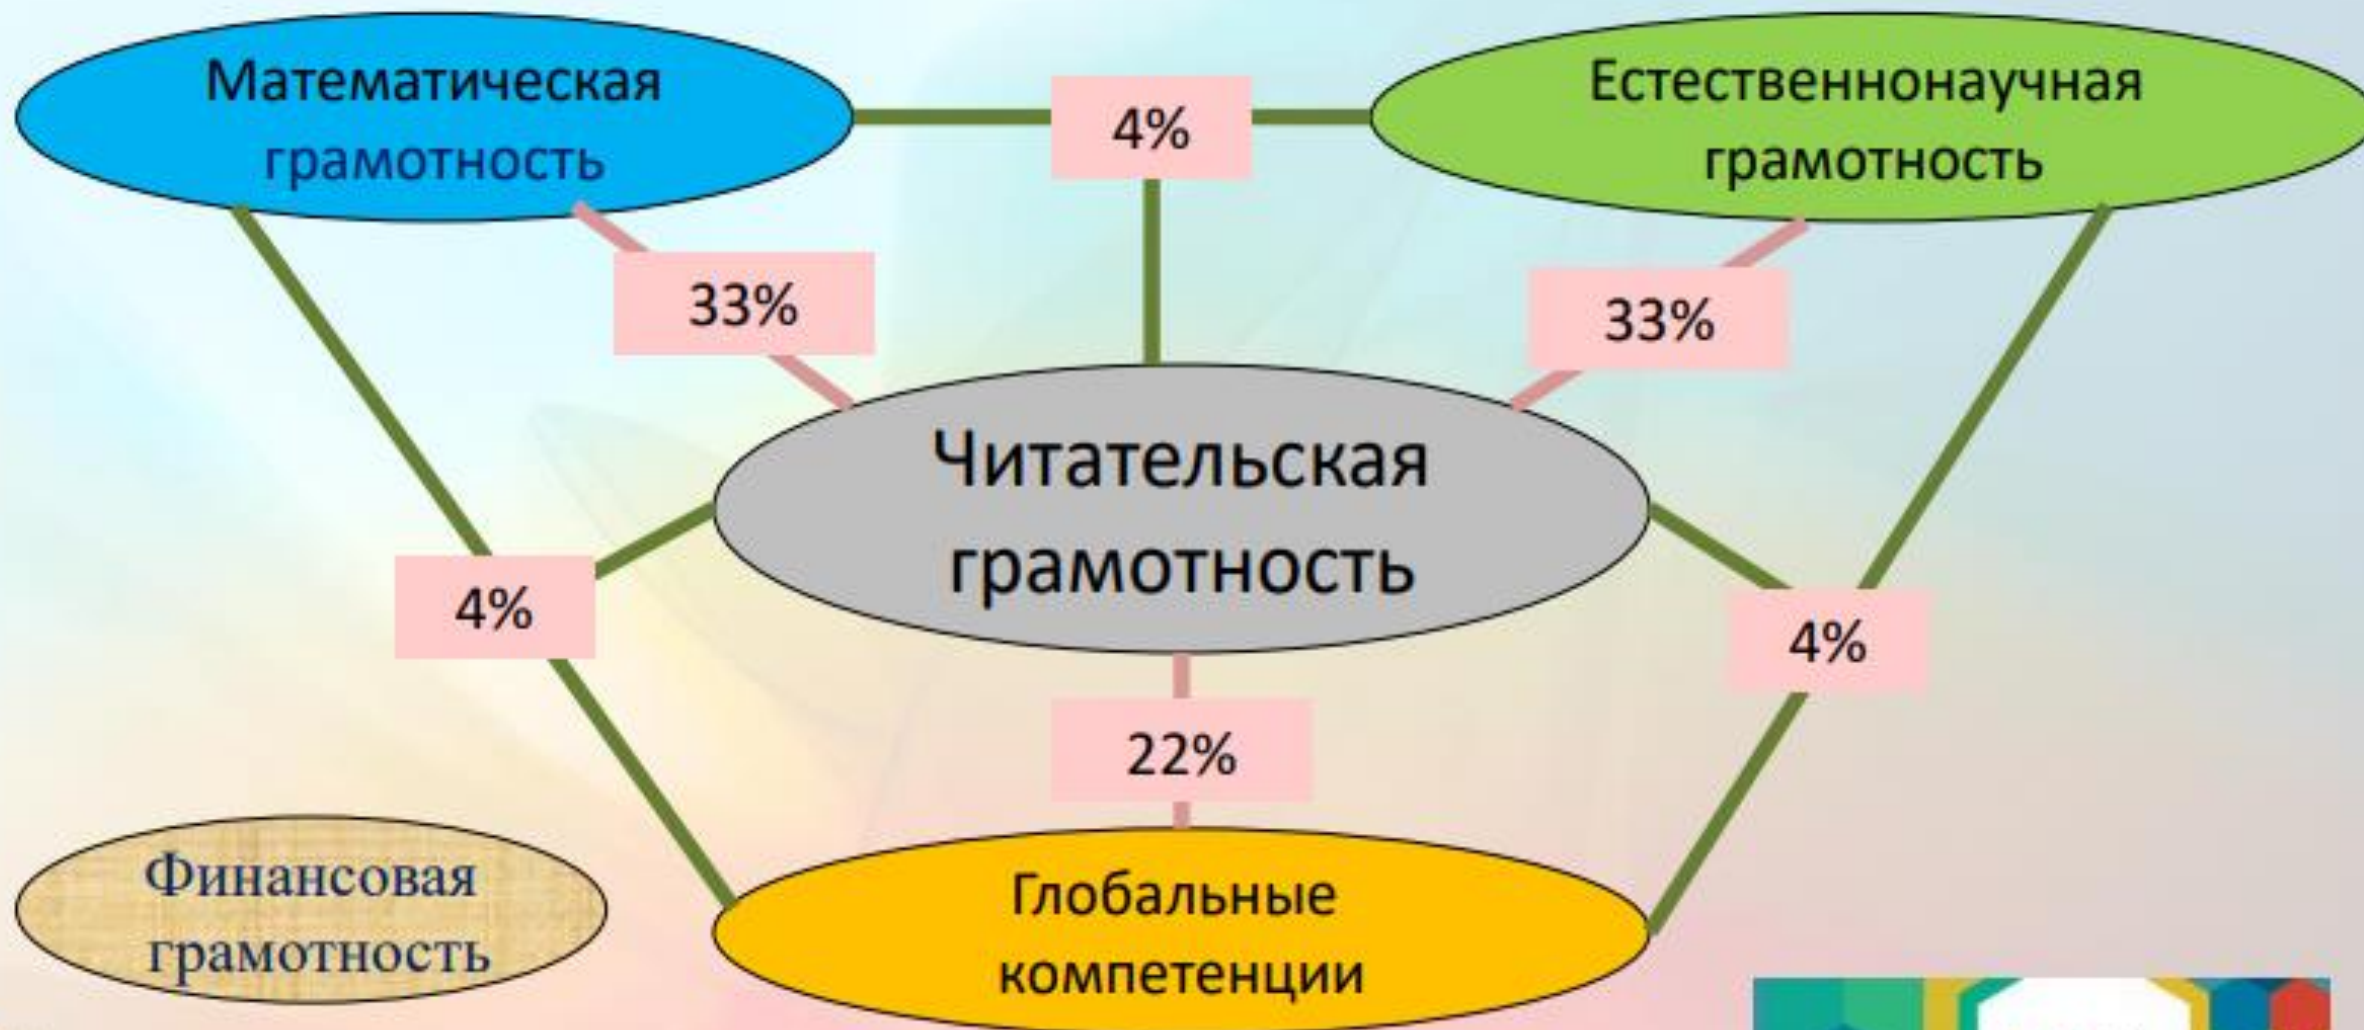 Математическая
грамотность
4%
Естественнонаучная
грамотность
33%
33%
Читательская
грамотность
4%
4%
22%
Финансовая
грамотность
Глобальные
компетенции